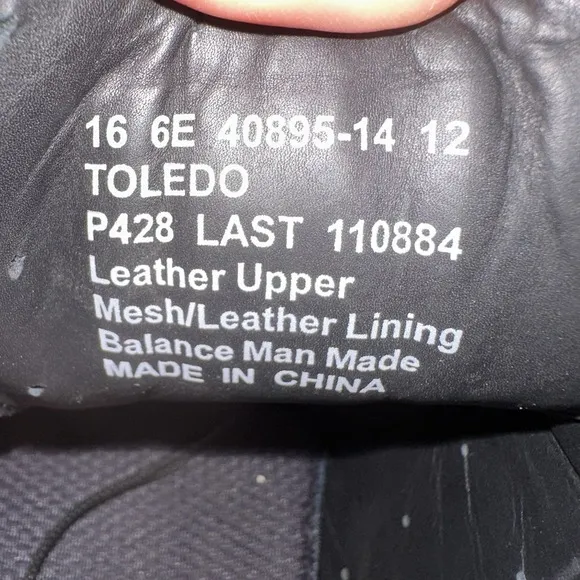 16 6E 40895-14 12
TOLEDO
P428 LAST 110884
Leather Upper
Mesh/Leather Lining
Balance Man Made
MADE IN CHINA